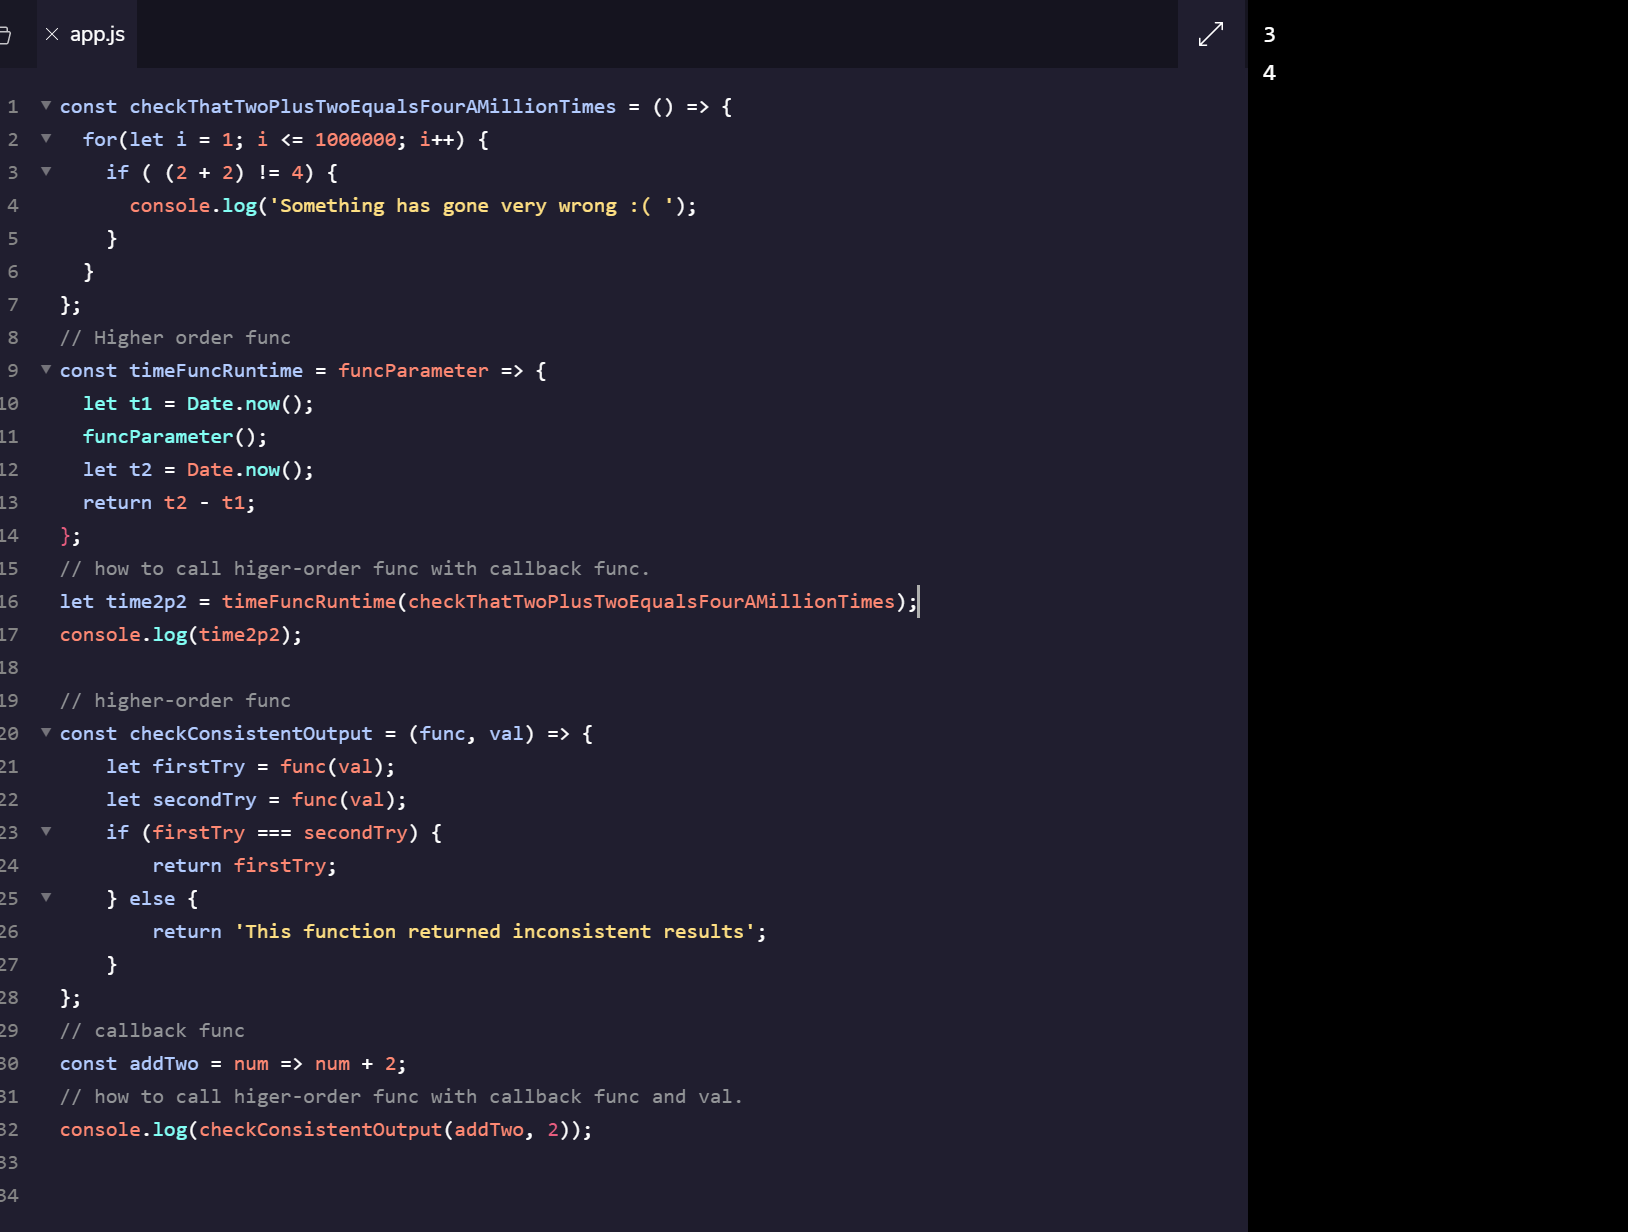 app.js
1 const checkThatTwoPlusTwoEqualsFourAMillionTimes = () => {
2   for(let i = 1; i <= 1000000; i++) {
3     if ( (2 + 2) != 4) {
4       console.log('Something has gone very wrong :( ');
5     }
6   }
7 };
8 // Higher order func
9 const timeFuncRuntime = funcParameter => {
10   let t1 = Date.now();
11   funcParameter();
12   let t2 = Date.now();
13   return t2 - t1;
14 };
15 // how to call higer-order func with callback func.
16 let time2p2 = timeFuncRuntime(checkThatTwoPlusTwoEqualsFourAMillionTimes);
17 console.log(time2p2);
18
19 // higher-order func
20 const checkConsistentOutput = (func, val) => {
21     let firstTry = func(val);
22     let secondTry = func(val);
23     if (firstTry === secondTry) {
24         return firstTry;
25     } else {
26         return 'This function returned inconsistent results';
27     }
28 };
29 // callback func
30 const addTwo = num => num + 2;
31 // how to call higer-order func with callback func and val.
32 console.log(checkConsistentOutput(addTwo, 2));
33
34
3
4